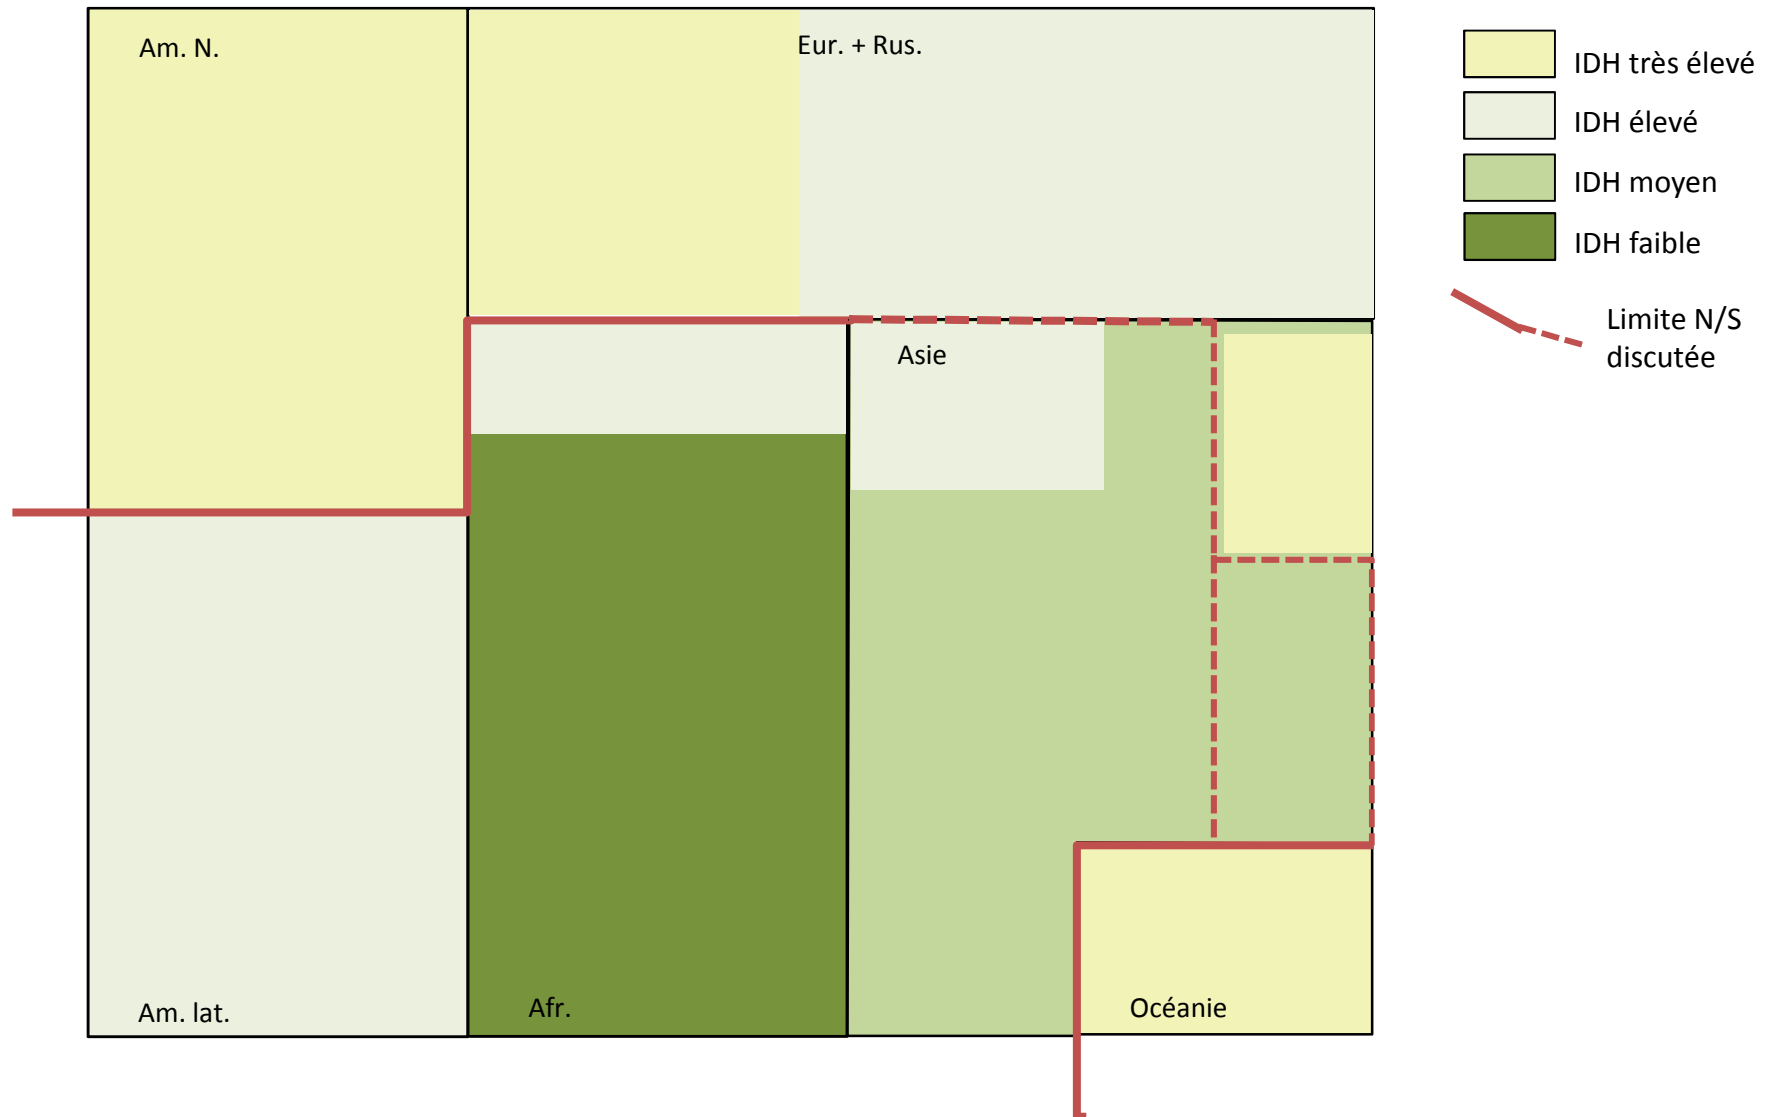 Am. N.
Eur. + Rus.
Asie
Am. lat.
Afr.
Océanie
IDH très élevé
IDH élevé
IDH moyen
IDH faible
Limite N/S
discutée